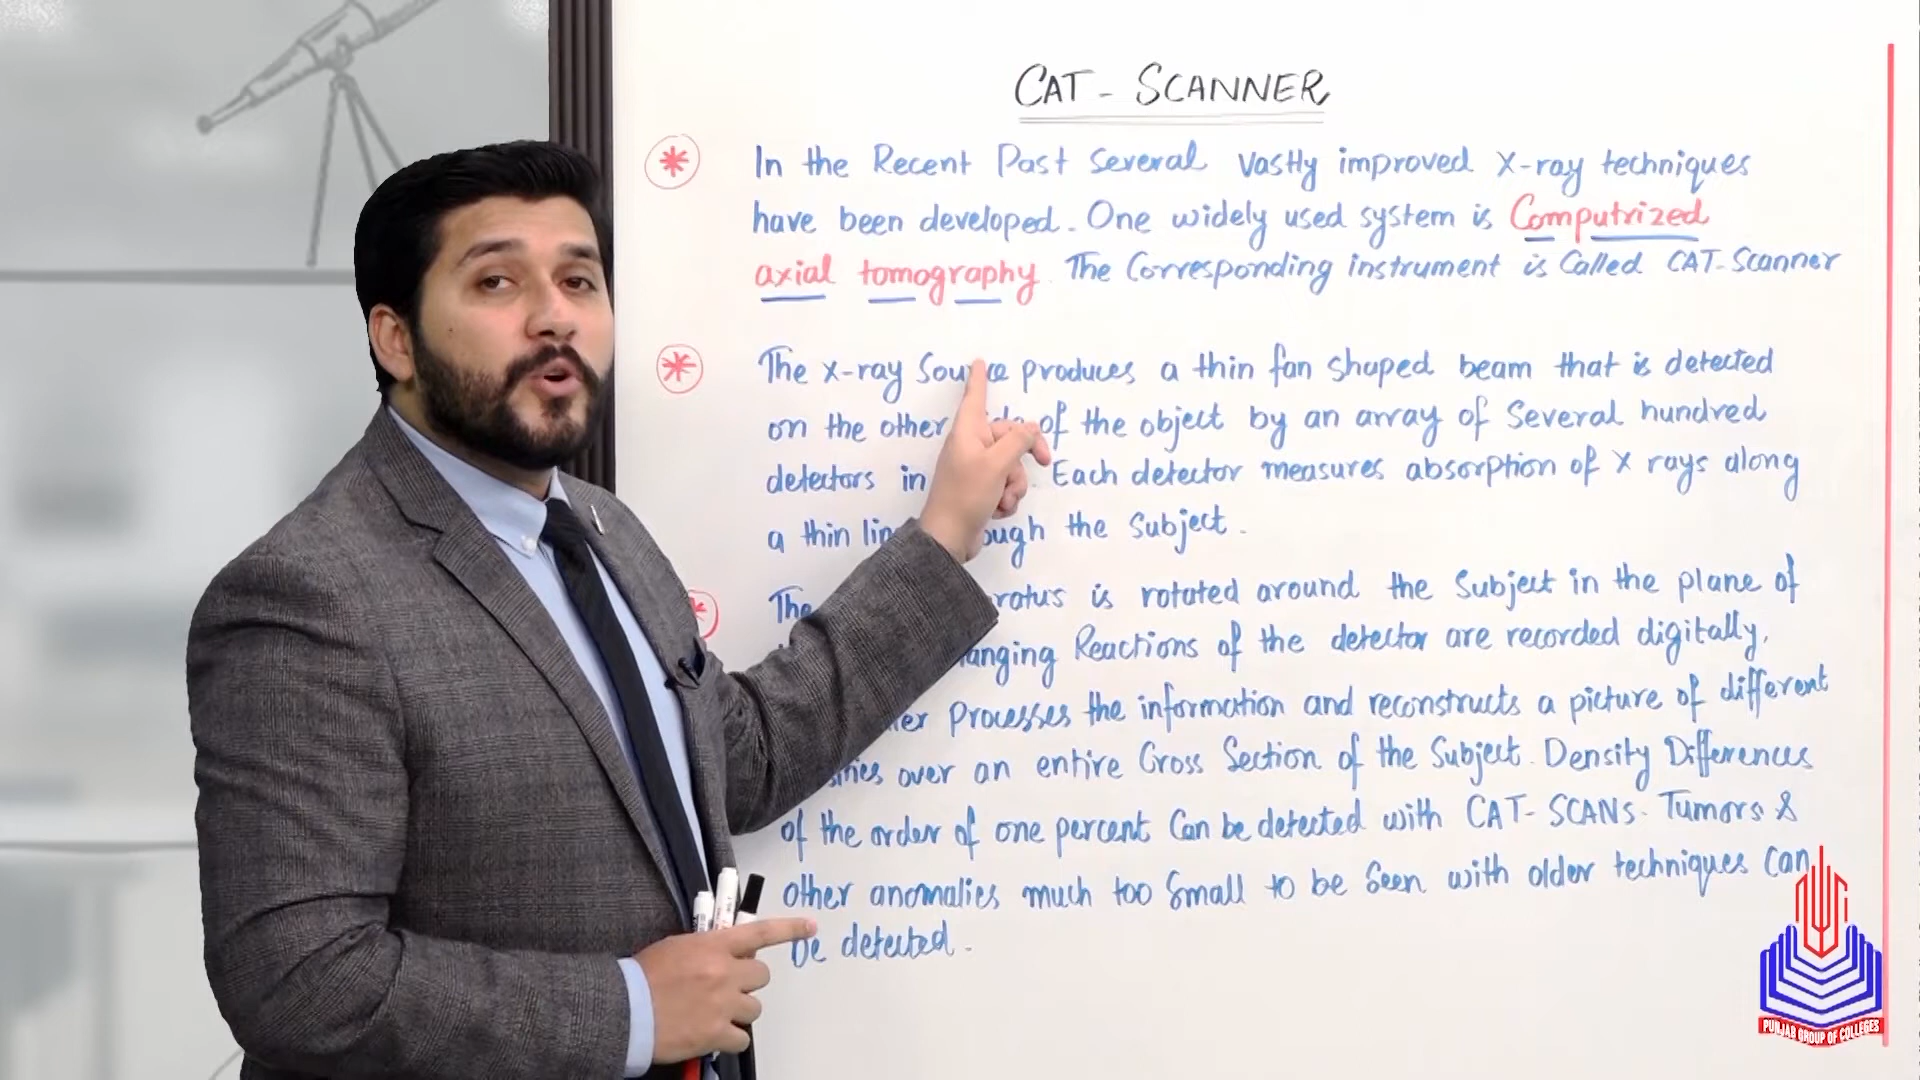 CAT - SCANNER
In the Recent Past Several Vastly improved X-ray techniques
have been developed. One widely used system is Computrized
axial tomography. The Corresponding instrument is Called CAT-Scanner
The X-ray Source produces a thin fan shaped beam that is detected
on the other of the object by an array of Several hundred
detectors in Each detector measures absorption of X rays along
a thin the Subject.
The is rotated around the Subject in the plane of
Reactions of the detector are recorded digitally,
Processes the information and reconstructs a picture of different
over an entire Cross Section of the Subject. Density Differences
of the order of one percent Can be detected with CAT-SCANs. Tumors &
other anomalies much too Small to be Seen with older techniques can
be detected.
PUNJAB GROUP OF COLLEGES